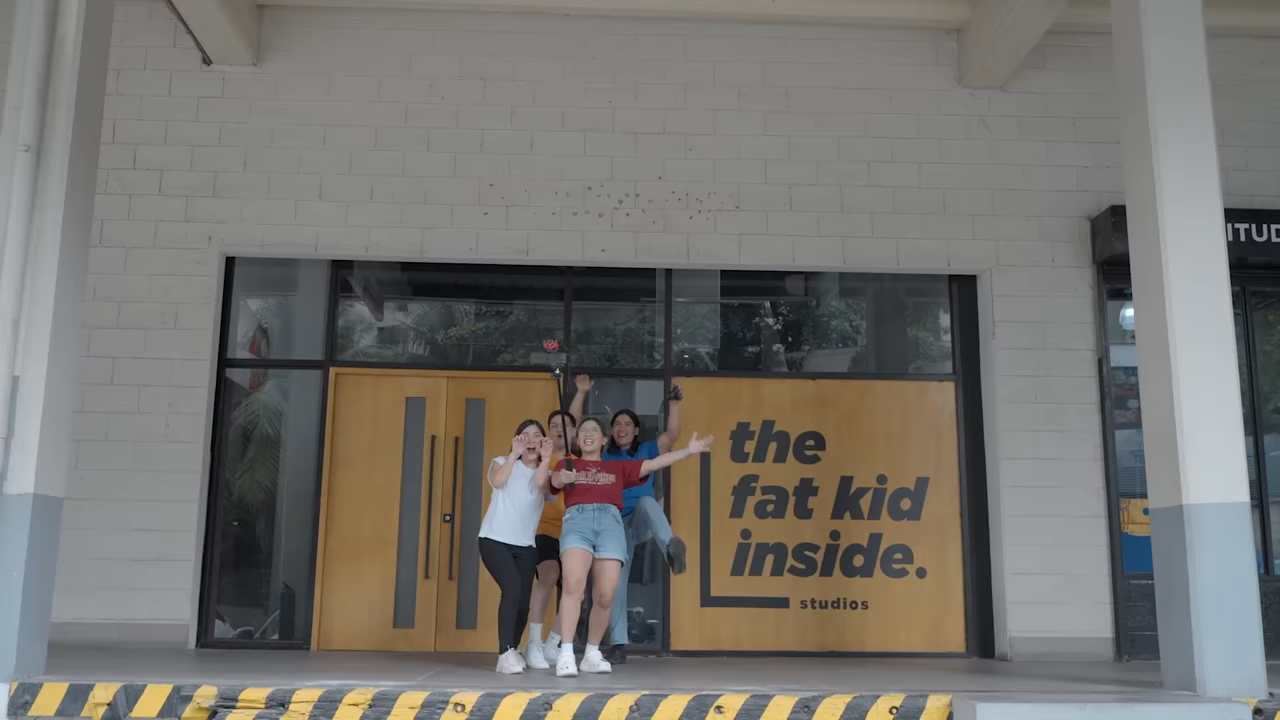 the
fat kid
inside.
studios
ITUD